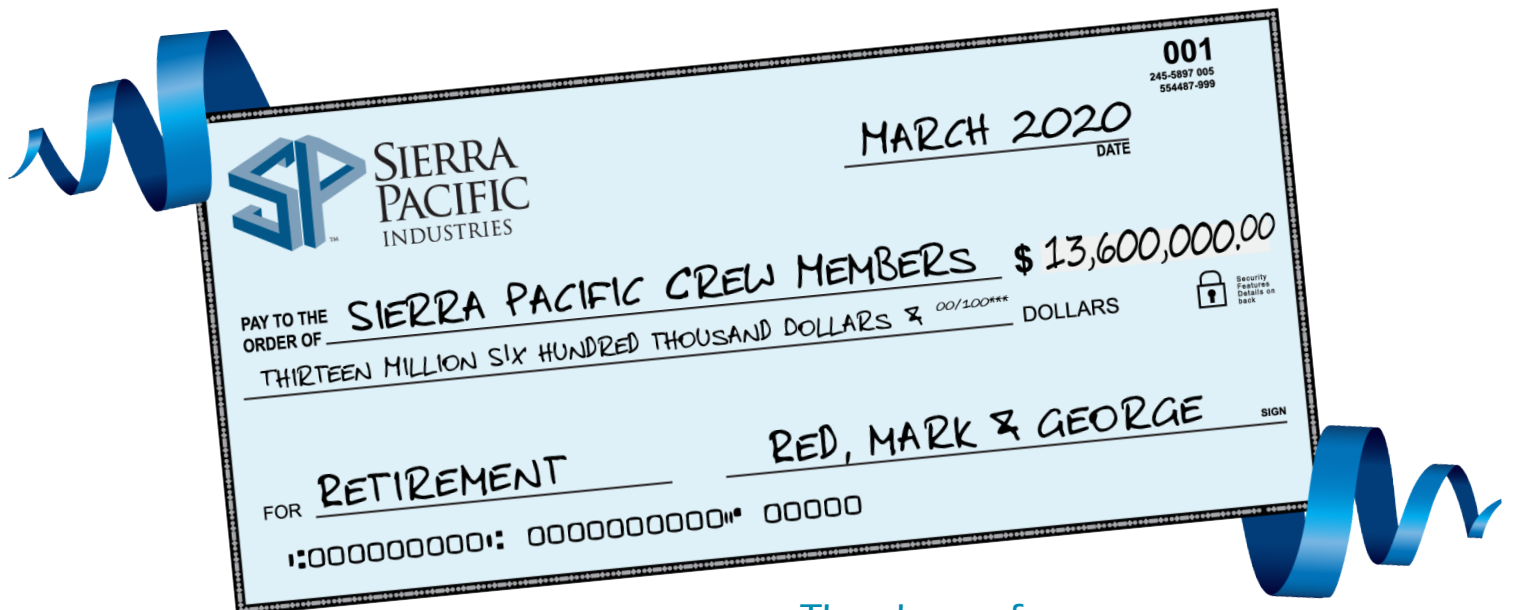 001
245-5897 005
554487-999
MARCH 2020
DATE
SP
SIERRA
PACIFIC
INDUSTRIES
TM
PAY TO THE
ORDER OF
SIERRA PACIFIC CREW MEMBERS $ 13,600,000.00
THIRTEEN MILLION SIX HUNDRED THOUSAND DOLLARS & 00/100*** DOLLARS
Security
Features
Details on
back
FOR RETIREMENT
RED, MARK & GEORGE SIGN
⑆000000000⑆ 0000000000⑈ 00000